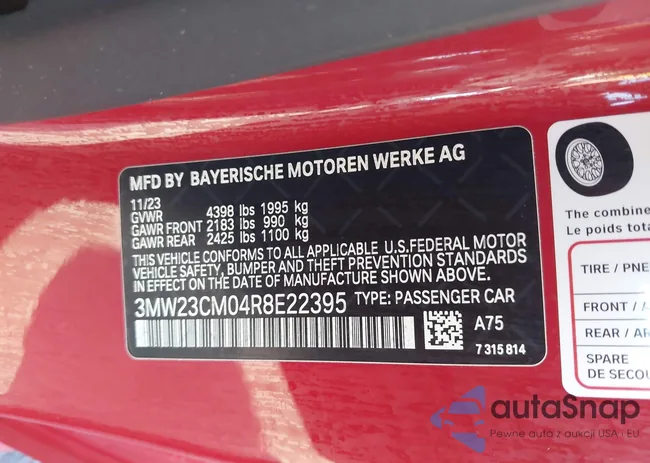 MFD BY BAYERISCHE MOTOREN WERKE AG
11/23
GVWR 4398 lbs 1995 kg
GAWR FRONT 2183 lbs 990 kg
GAWR REAR 2425 lbs 1100 kg
THIS VEHICLE CONFORMS TO ALL APPLICABLE U.S.FEDERAL MOTOR
VEHICLE SAFETY, BUMPER AND THEFT PREVENTION STANDARDS
IN EFFECT ON THE DATE OF MANUFACTURE SHOWN ABOVE.
3MW23CM04R8E22395 TYPE: PASSENGER CAR
A75
7 315 814
The combine
Le poids tota
TIRE / PNE
FRONT / A
REAR / AR
SPARE
DE SECOU
autaSnap
Pewne auta z aukcji USA i EU